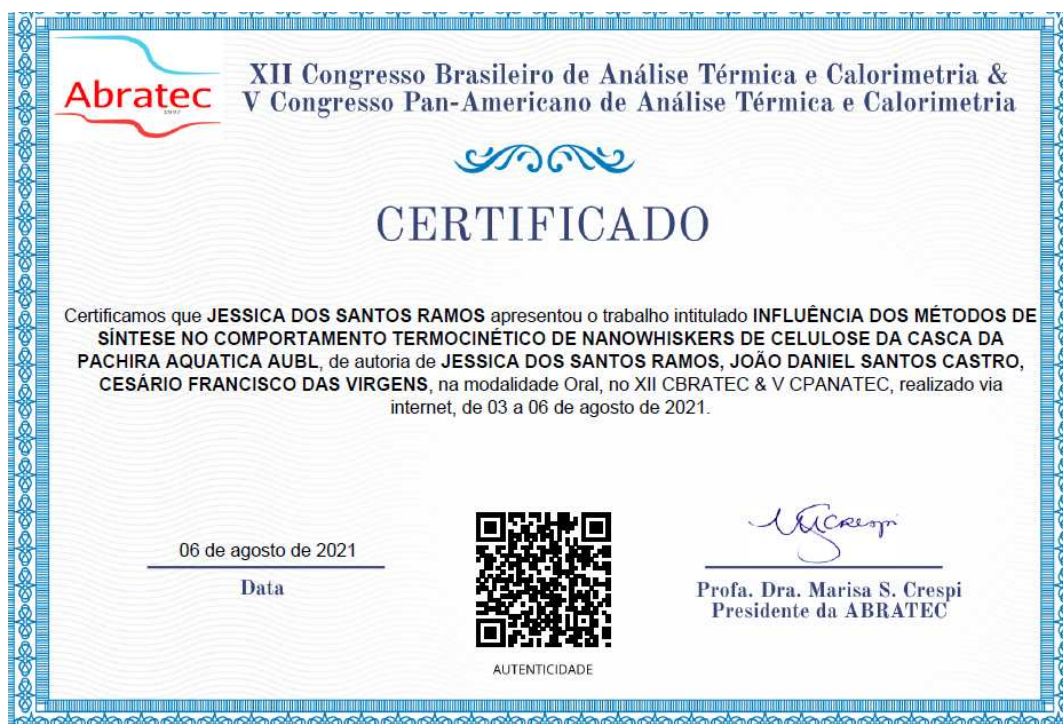 Abratec
XII Congresso Brasileiro de Análise Térmica e Calorimetria &
V Congresso Pan-Americano de Análise Térmica e Calorimetria
CERTIFICADO
Certificamos que JESSICA DOS SANTOS RAMOS apresentou o trabalho intitulado INFLUÊNCIA DOS MÉTODOS DE
SÍNTESE NO COMPORTAMENTO TERMOCINÉTICO DE NANOWHISKERS DE CELULOSE DA CASCA DA
PACHIRA AQUATICA AUBL, de autoria de JESSICA DOS SANTOS RAMOS, JOÃO DANIEL SANTOS CASTRO,
CESÁRIO FRANCISCO DAS VIRGENS, na modalidade Oral, no XII CBRATEC & V CPANATEC, realizado via
internet, de 03 a 06 de agosto de 2021.
06 de agosto de 2021
Data
AUTENTICIDADE
Profa. Dra. Marisa S. Crespi
Presidente da ABRATEC